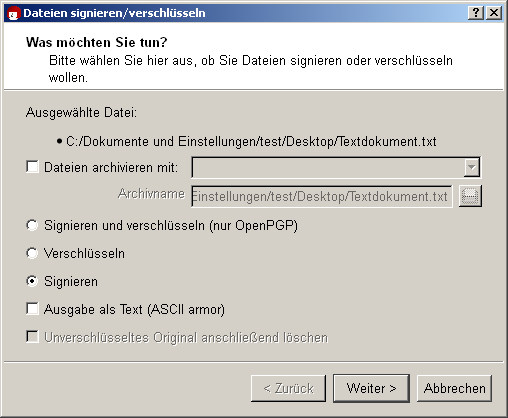 Dateien signieren/verschlüsseln
Was möchten Sie tun?
Bitte wählen Sie hier aus, ob Sie Dateien signieren oder verschlüsseln
wollen.
Ausgewählte Datei:
• C:/Dokumente und Einstellungen/test/Desktop/Textdokument.txt
Dateien archivieren mit:
Archivname Einstellungen/test/Desktop/Textdokument.txt
Signieren und verschlüsseln (nur OpenPGP)
Verschlüsseln
Signieren
Ausgabe als Text (ASCII armor)
Unverschlüsseltes Original anschließend löschen
< Zurück Weiter > Abbrechen